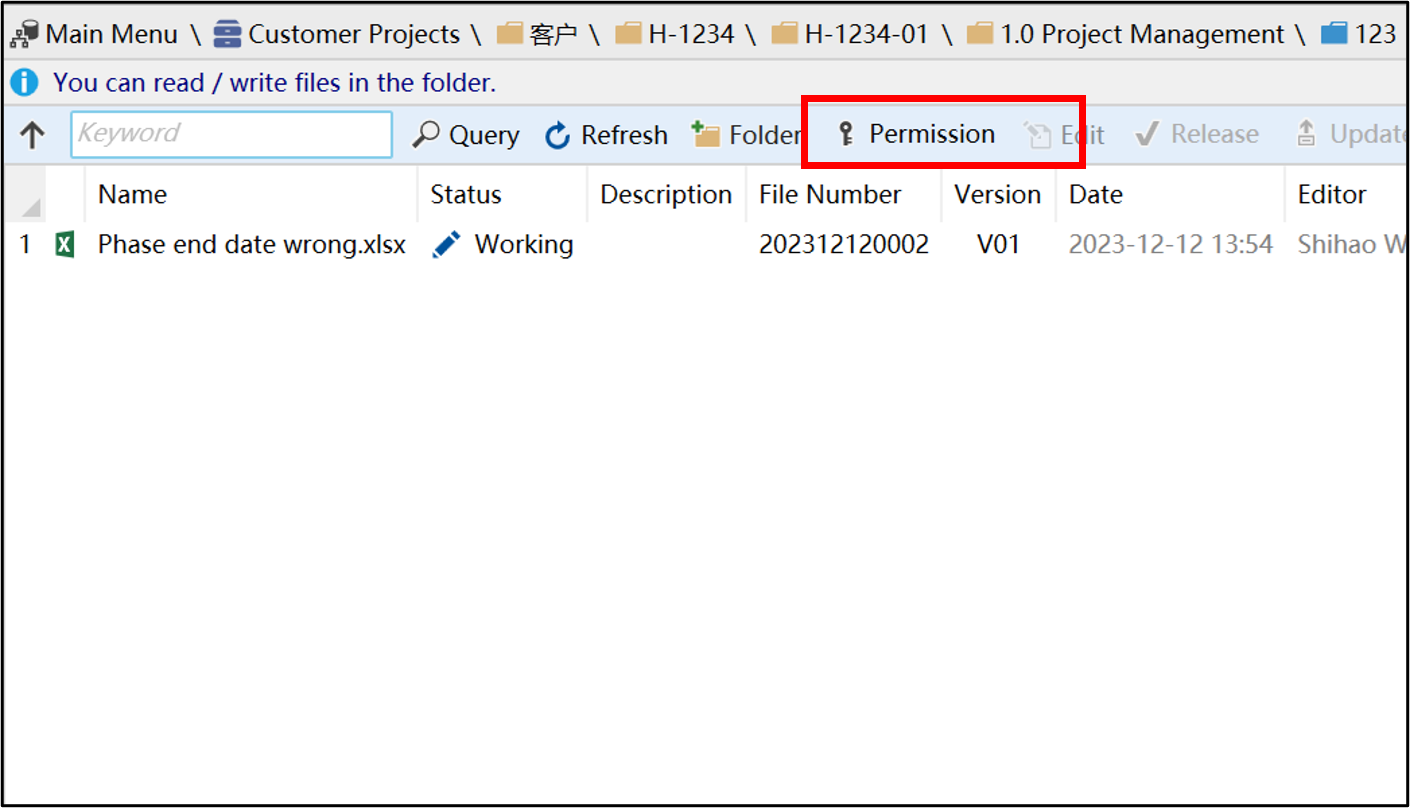 Main Menu \ Customer Projects \ 客户 \ H-1234 \ H-1234-01 \ 1.0 Project Management \ 123
You can read / write files in the folder.
Keyword Query Refresh Folder Permission Edit Release Update
Name Status Description File Number Version Date Editor
1 Phase end date wrong.xlsx Working 202312120002 V01 2023-12-12 13:54 Shihao W